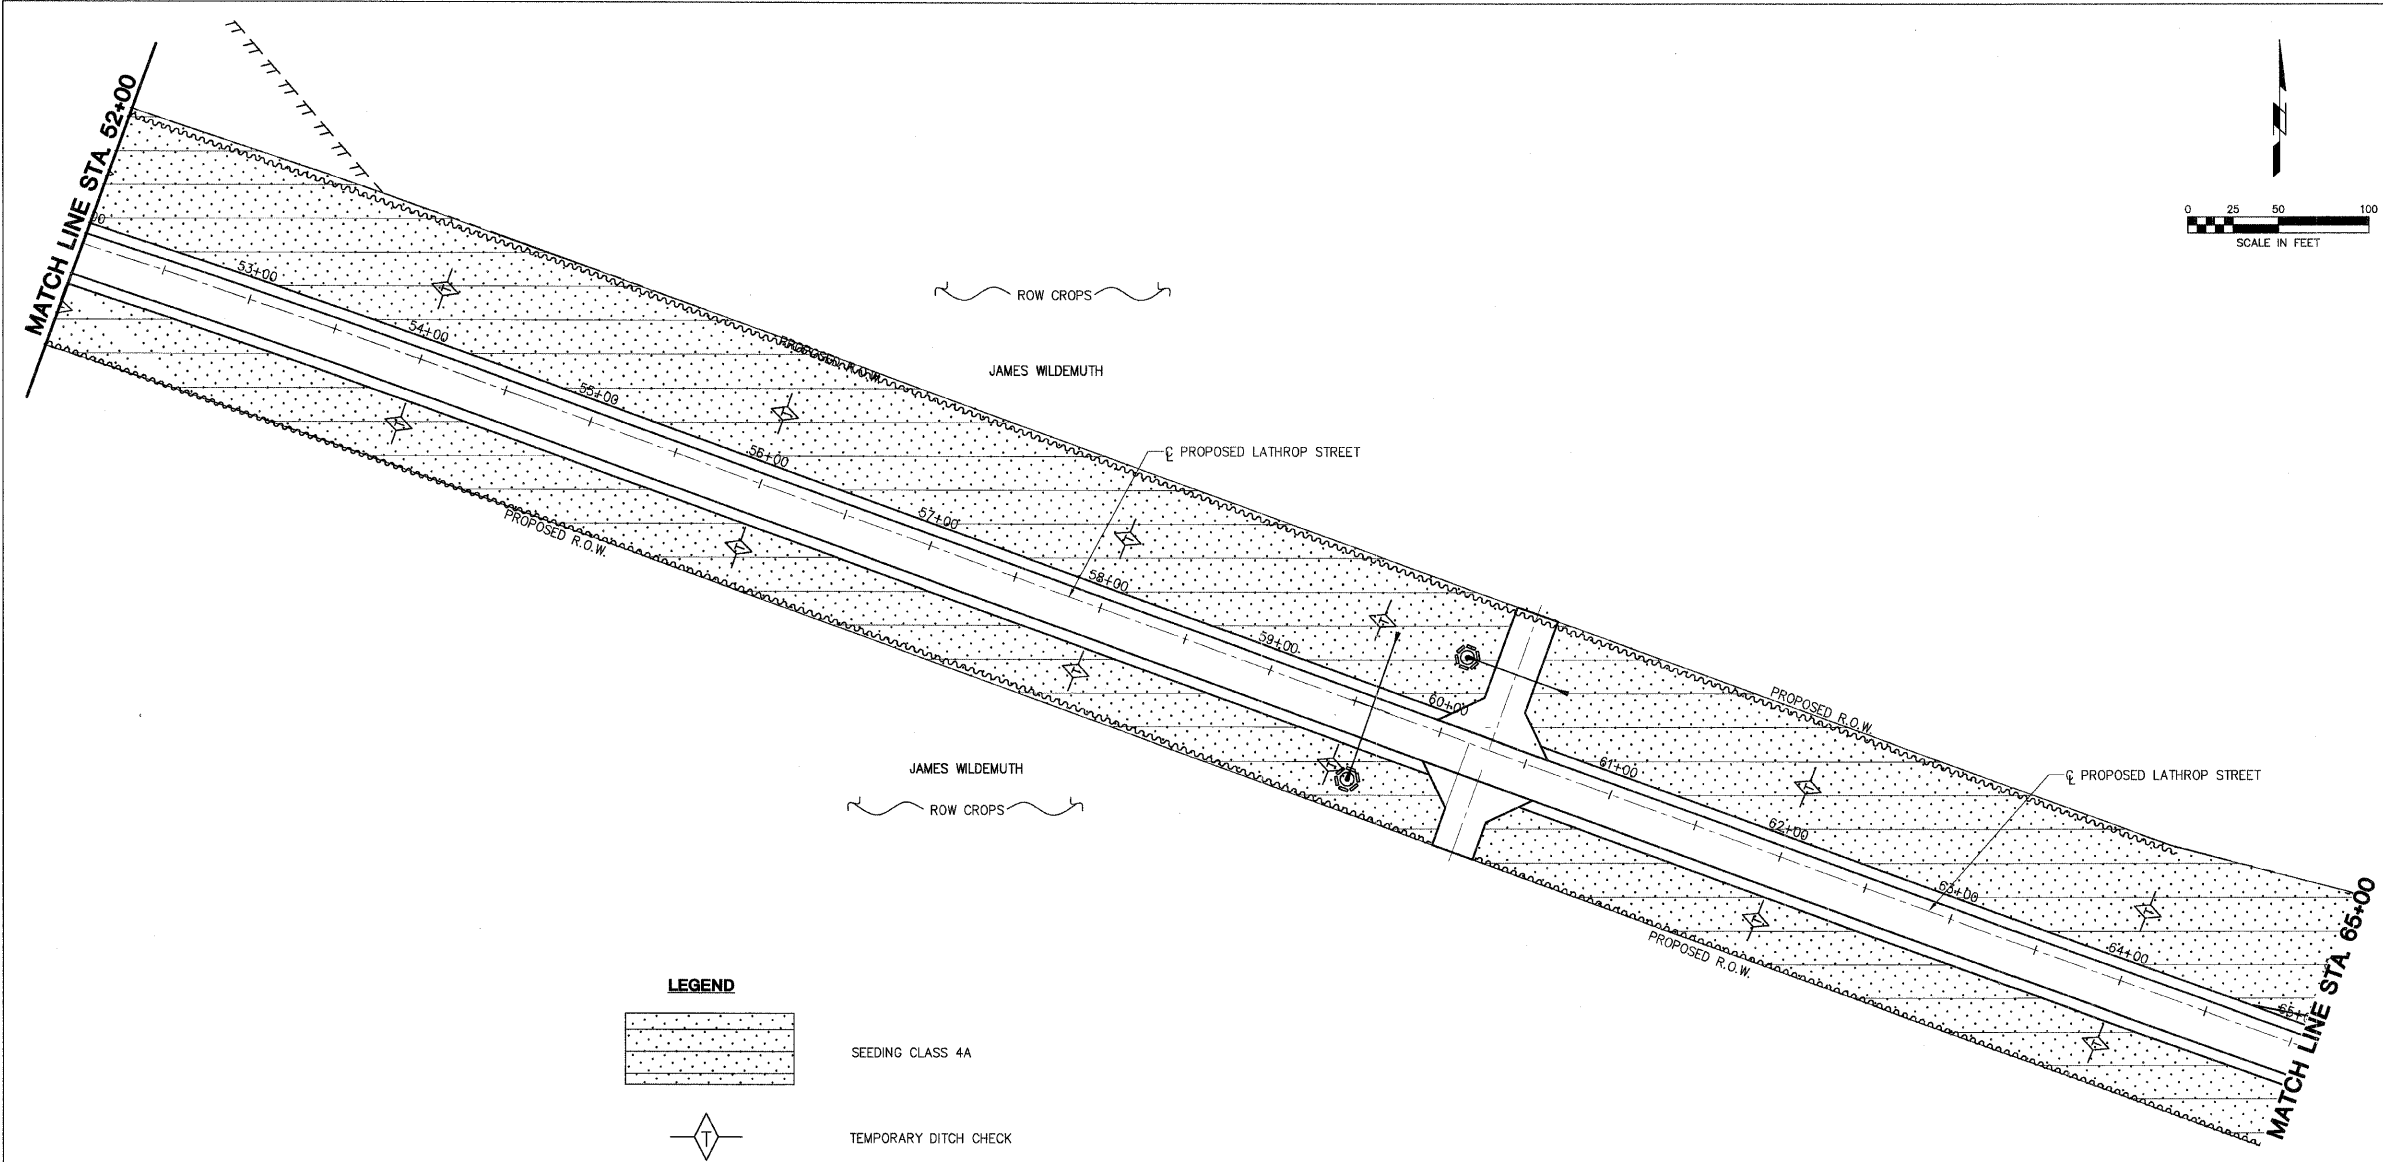 MATCH LINE STA. 52+00
00
53+00
54+00
55+00
56+00
57+00
58+00
59+00
60+00
61+00
62+00
63+00
64+00
65+0
MATCH LINE STA. 65+00
0 25 50 100
SCALE IN FEET
ROW CROPS
PROPOSED R.O.W.
JAMES WILDEMUTH
℄ PROPOSED LATHROP STREET
PROPOSED R.O.W.
PROPOSED R.O.W.
℄ PROPOSED LATHROP STREET
JAMES WILDEMUTH
ROW CROPS
PROPOSED R.O.W.
LEGEND
SEEDING CLASS 4A
T
TEMPORARY DITCH CHECK